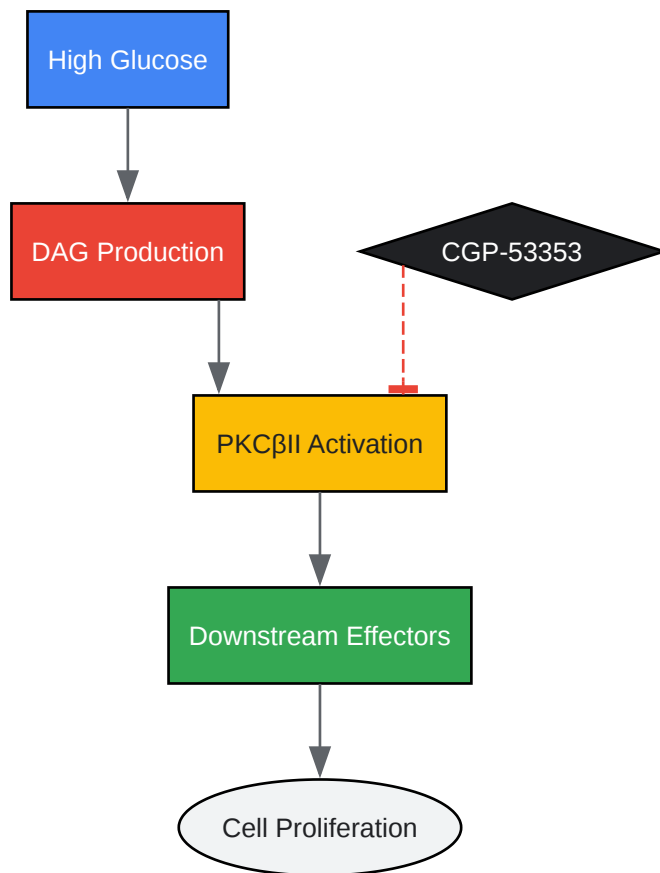 High Glucose
DAG Production
CGP-53353
PKCβII Activation
Downstream Effectors
Cell Proliferation